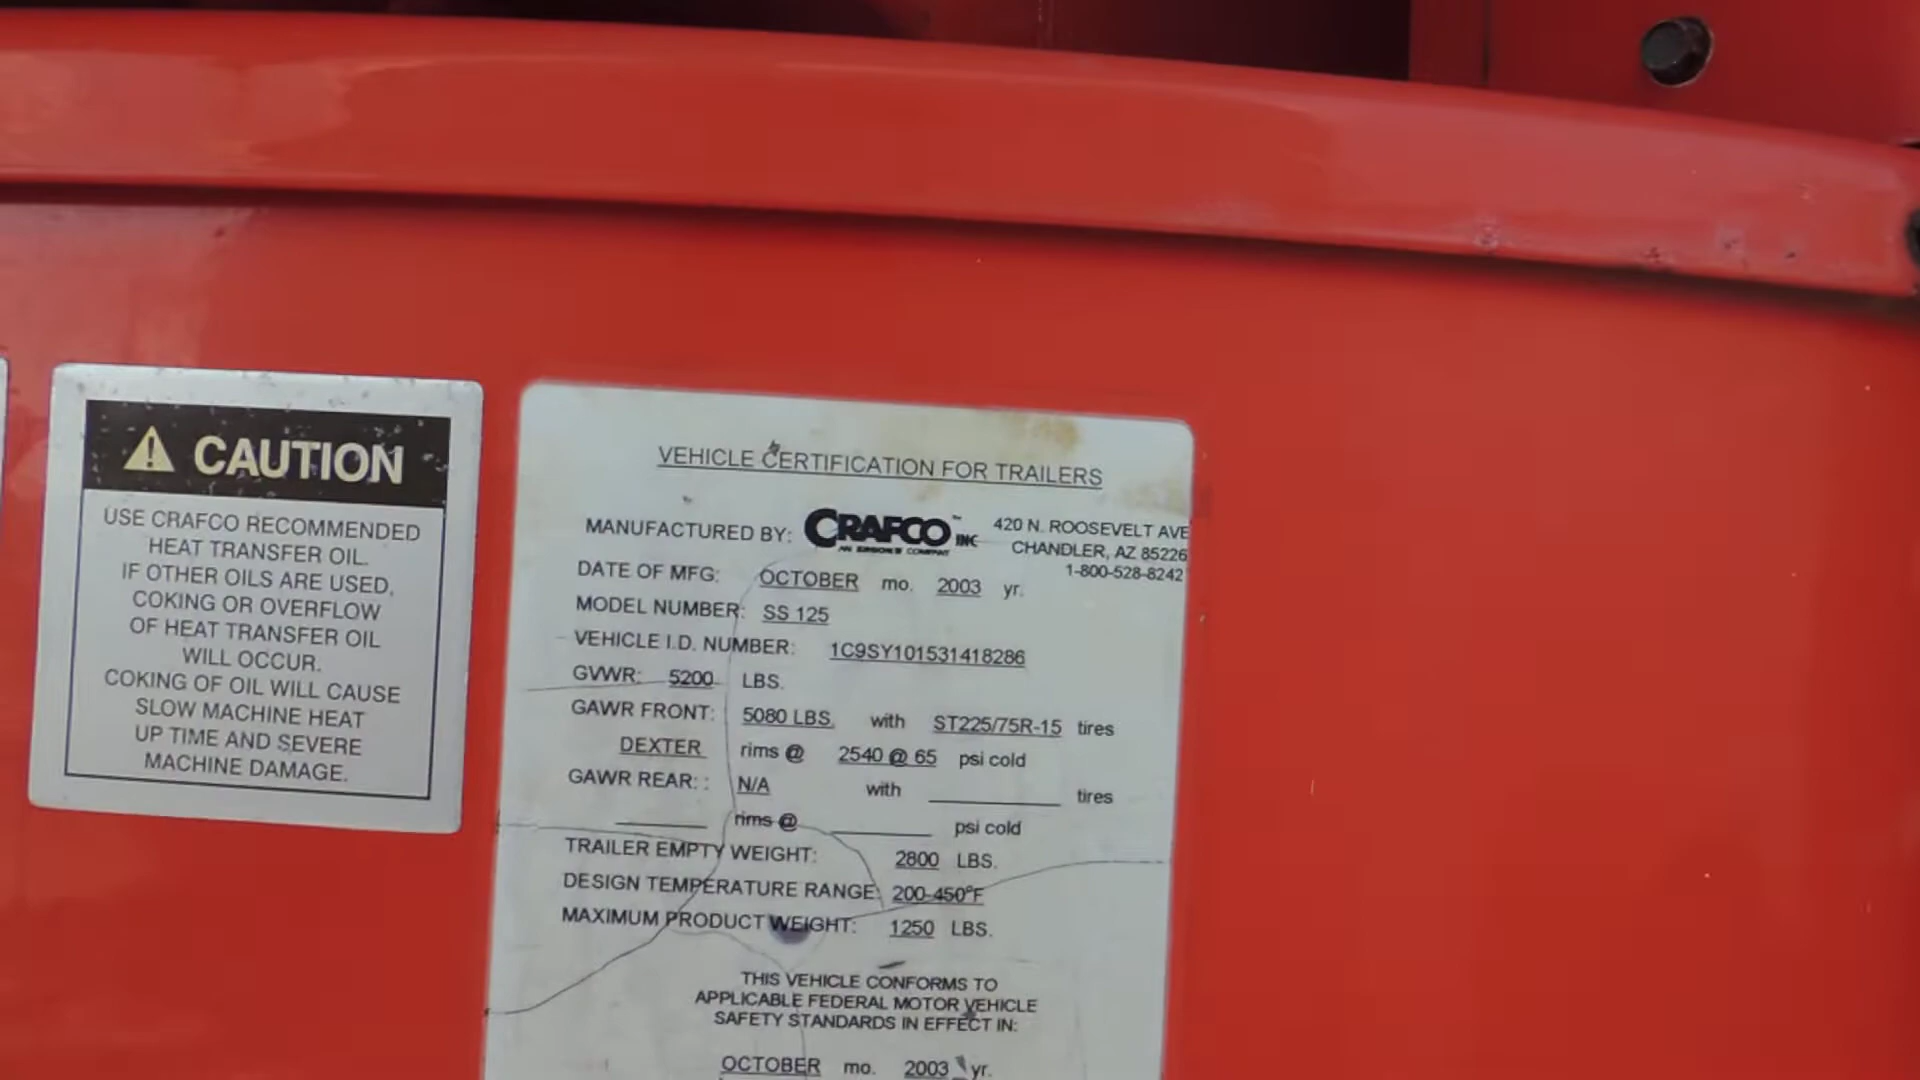 CAUTION
USE CRAFCO RECOMMENDED
HEAT TRANSFER OIL.
IF OTHER OILS ARE USED,
COKING OR OVERFLOW
OF HEAT TRANSFER OIL
WILL OCCUR.
COKING OF OIL WILL CAUSE
SLOW MACHINE HEAT
UP TIME AND SEVERE
MACHINE DAMAGE.
VEHICLE CERTIFICATION FOR TRAILERS
MANUFACTURED BY: CRAFCO INC
AN ERGON COMPANY
420 N. ROOSEVELT AVE
CHANDLER, AZ 85226
1-800-528-8242
DATE OF MFG: OCTOBER mo. 2003 yr.
MODEL NUMBER: SS 125
VEHICLE I.D. NUMBER: 1C9SY101531418286
GVWR: 5200 LBS.
GAWR FRONT: 5080 LBS. with ST225/75R-15 tires
DEXTER rims @ 2540 @ 65 psi cold
GAWR REAR: : N/A with ________ tires
________ rims @ ________ psi cold
TRAILER EMPTY WEIGHT: 2800 LBS.
DESIGN TEMPERATURE RANGE: 200-450°F
MAXIMUM PRODUCT WEIGHT: 1250 LBS.
THIS VEHICLE CONFORMS TO
APPLICABLE FEDERAL MOTOR VEHICLE
SAFETY STANDARDS IN EFFECT IN:
OCTOBER mo. 2003 yr.